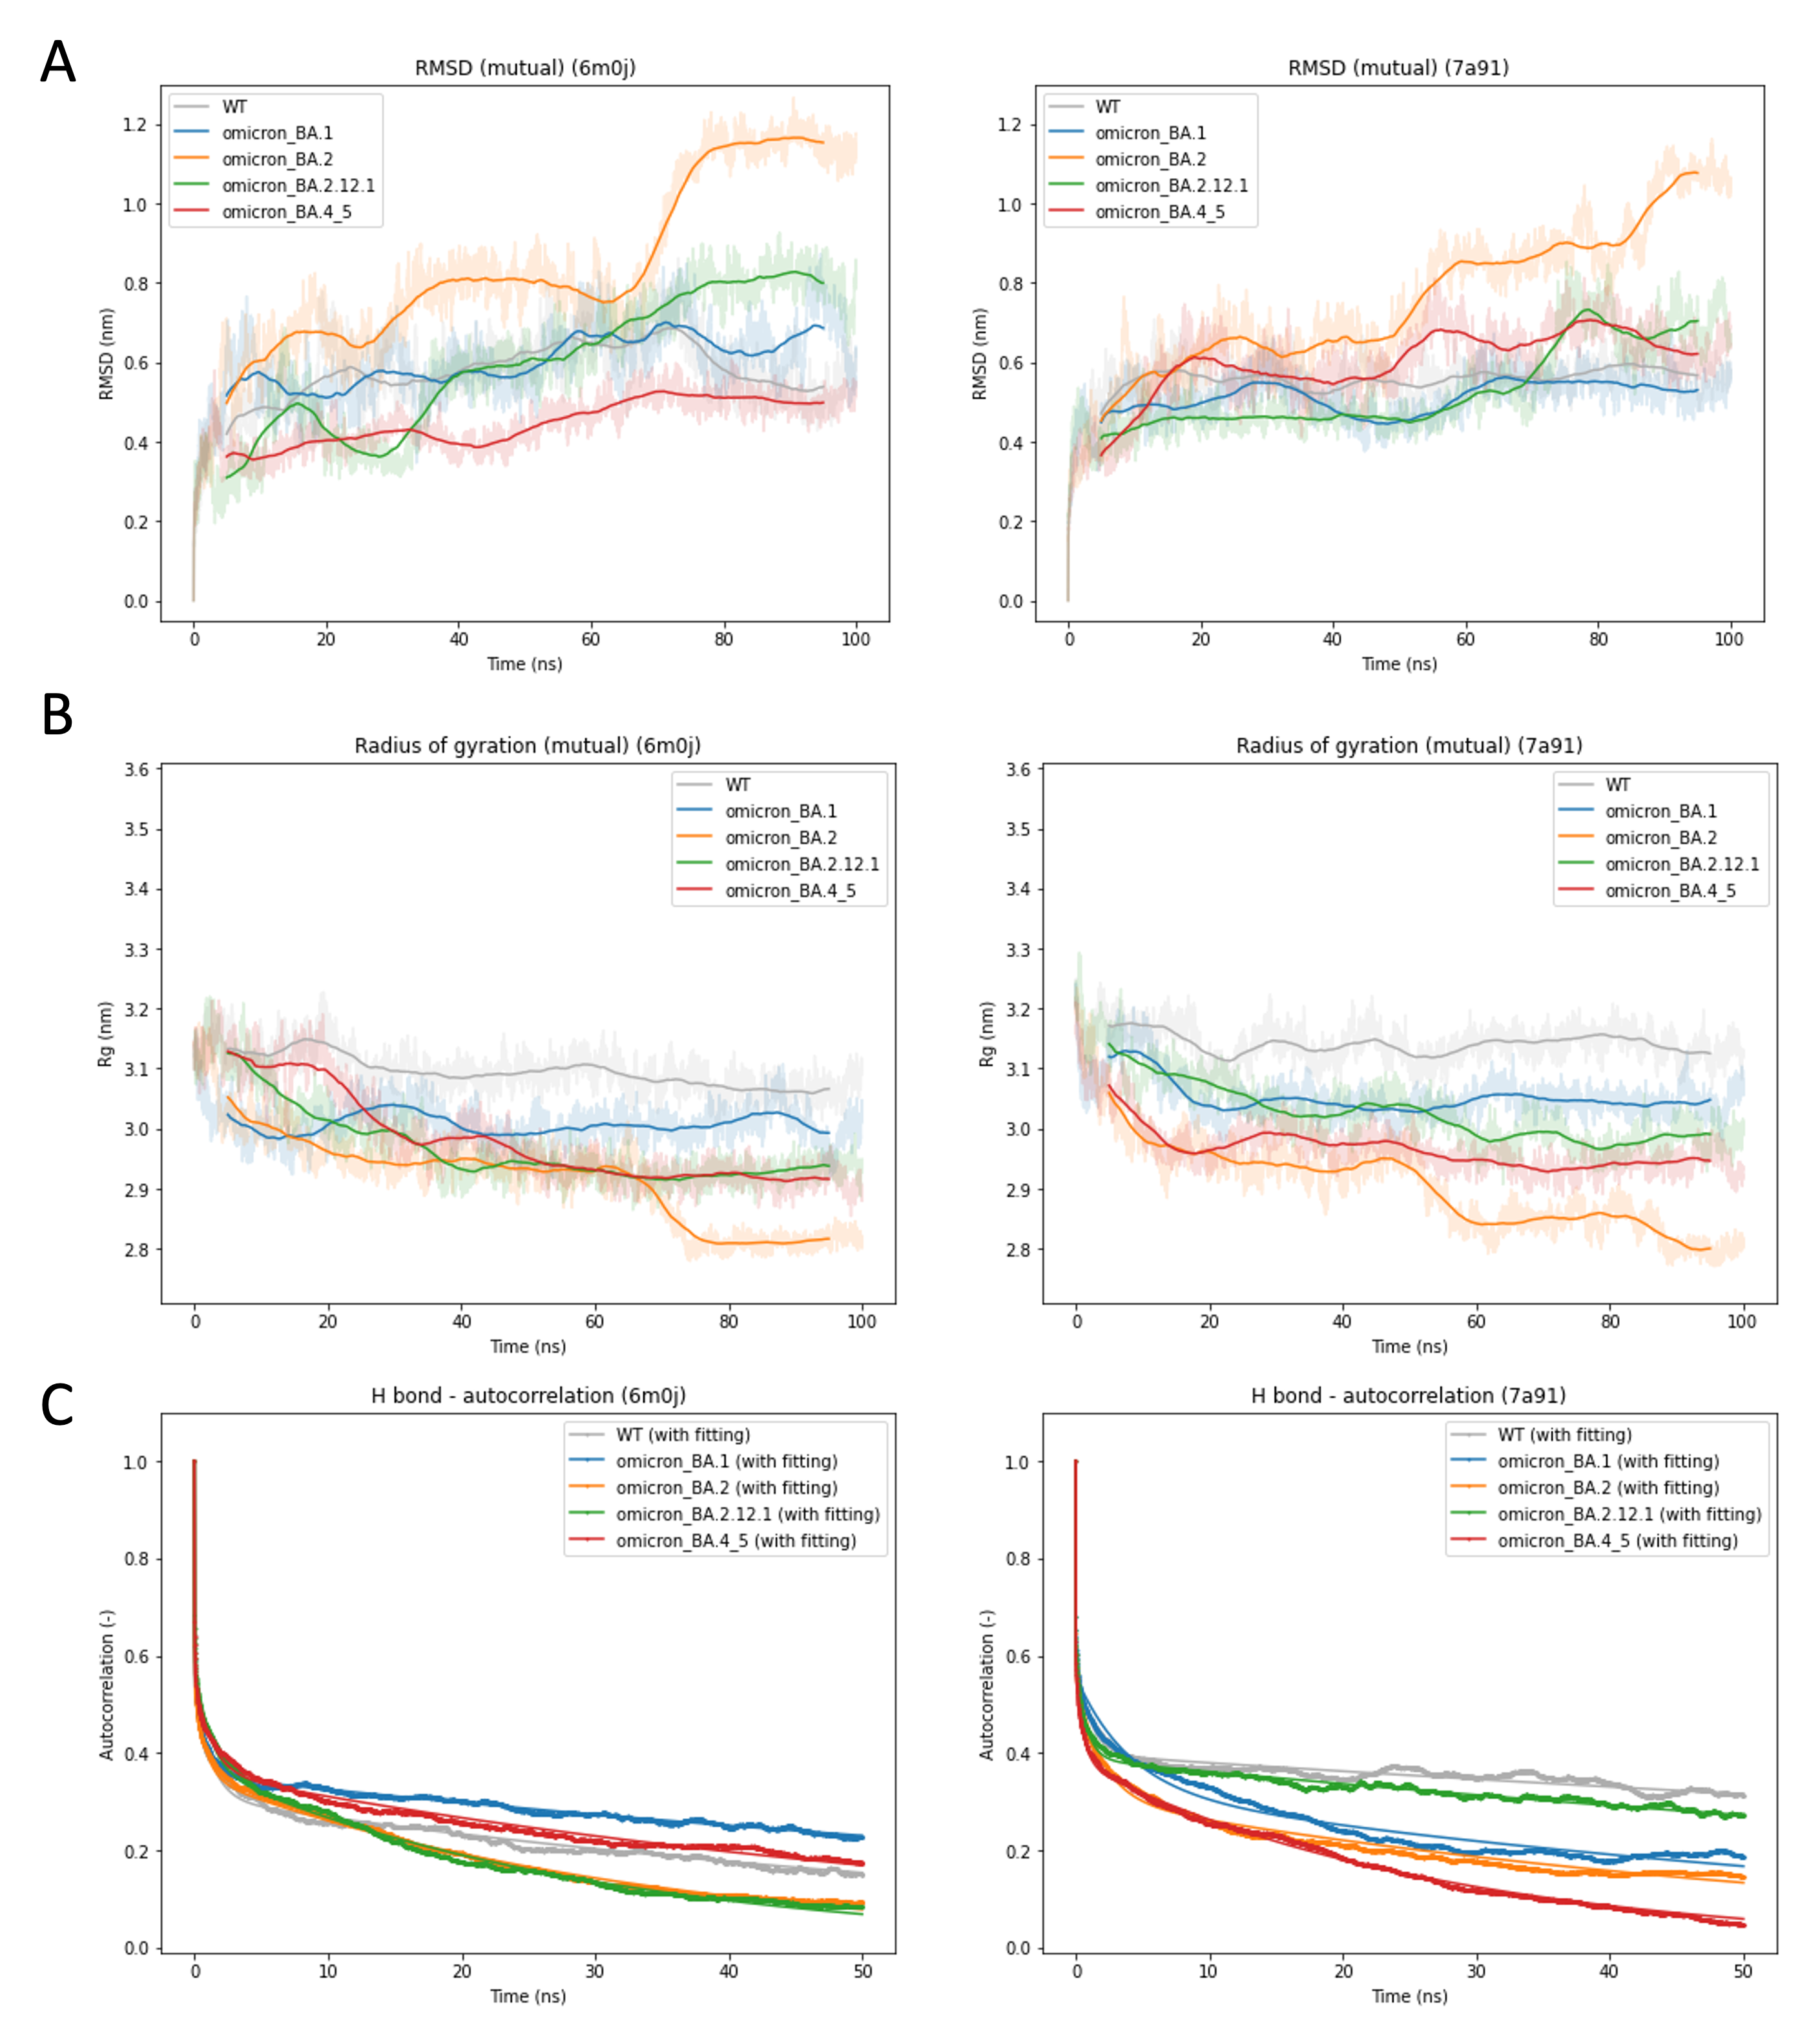 A
RMSD (mutual) (6m0j)
WT
omicron_BA.1
omicron_BA.2
omicron_BA.2.12.1
omicron_BA.4_5
1.2
1.0
0.8
0.6
0.4
0.2
0.0
RMSD (nm)
0 20 40 60 80 100
Time (ns)
RMSD (mutual) (7a91)
WT
omicron_BA.1
omicron_BA.2
omicron_BA.2.12.1
omicron_BA.4_5
1.2
1.0
0.8
0.6
0.4
0.2
0.0
RMSD (nm)
0 20 40 60 80 100
Time (ns)
B
Radius of gyration (mutual) (6m0j)
WT
omicron_BA.1
omicron_BA.2
omicron_BA.2.12.1
omicron_BA.4_5
3.6
3.5
3.4
3.3
3.2
3.1
3.0
2.9
2.8
Rg (nm)
0 20 40 60 80 100
Time (ns)
Radius of gyration (mutual) (7a91)
WT
omicron_BA.1
omicron_BA.2
omicron_BA.2.12.1
omicron_BA.4_5
3.6
3.5
3.4
3.3
3.2
3.1
3.0
2.9
2.8
Rg (nm)
0 20 40 60 80 100
Time (ns)
C
H bond - autocorrelation (6m0j)
WT (with fitting)
omicron_BA.1 (with fitting)
omicron_BA.2 (with fitting)
omicron_BA.2.12.1 (with fitting)
omicron_BA.4_5 (with fitting)
1.0
0.8
0.6
0.4
0.2
0.0
Autocorrelation (-)
0 10 20 30 40 50
Time (ns)
H bond - autocorrelation (7a91)
WT (with fitting)
omicron_BA.1 (with fitting)
omicron_BA.2 (with fitting)
omicron_BA.2.12.1 (with fitting)
omicron_BA.4_5 (with fitting)
1.0
0.8
0.6
0.4
0.2
0.0
Autocorrelation (-)
0 10 20 30 40 50
Time (ns)